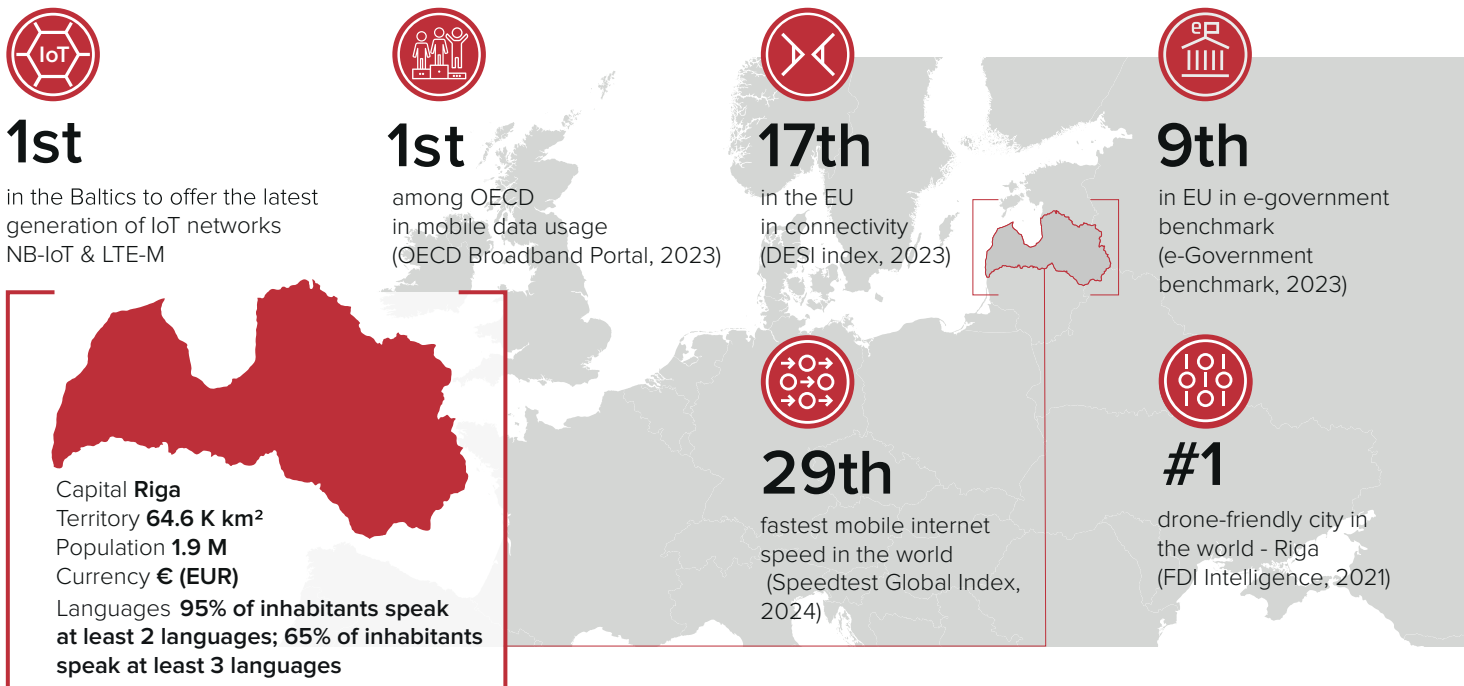 IoT
1st
in the Baltics to offer the latest
generation of IoT networks
NB-IoT & LTE-M
1st
among OECD
in mobile data usage
(OECD Broadband Portal, 2023)
17th
in the EU
in connectivity
(DESI index, 2023)
e
9th
in EU in e-government
benchmark
(e-Government
benchmark, 2023)
Capital Riga
Territory 64.6 K km²
Population 1.9 M
Currency € (EUR)
Languages 95% of inhabitants speak
at least 2 languages; 65% of inhabitants
speak at least 3 languages
29th
fastest mobile internet
speed in the world
(Speedtest Global Index,
2024)
#1
drone-friendly city in
the world - Riga
(FDI Intelligence, 2021)